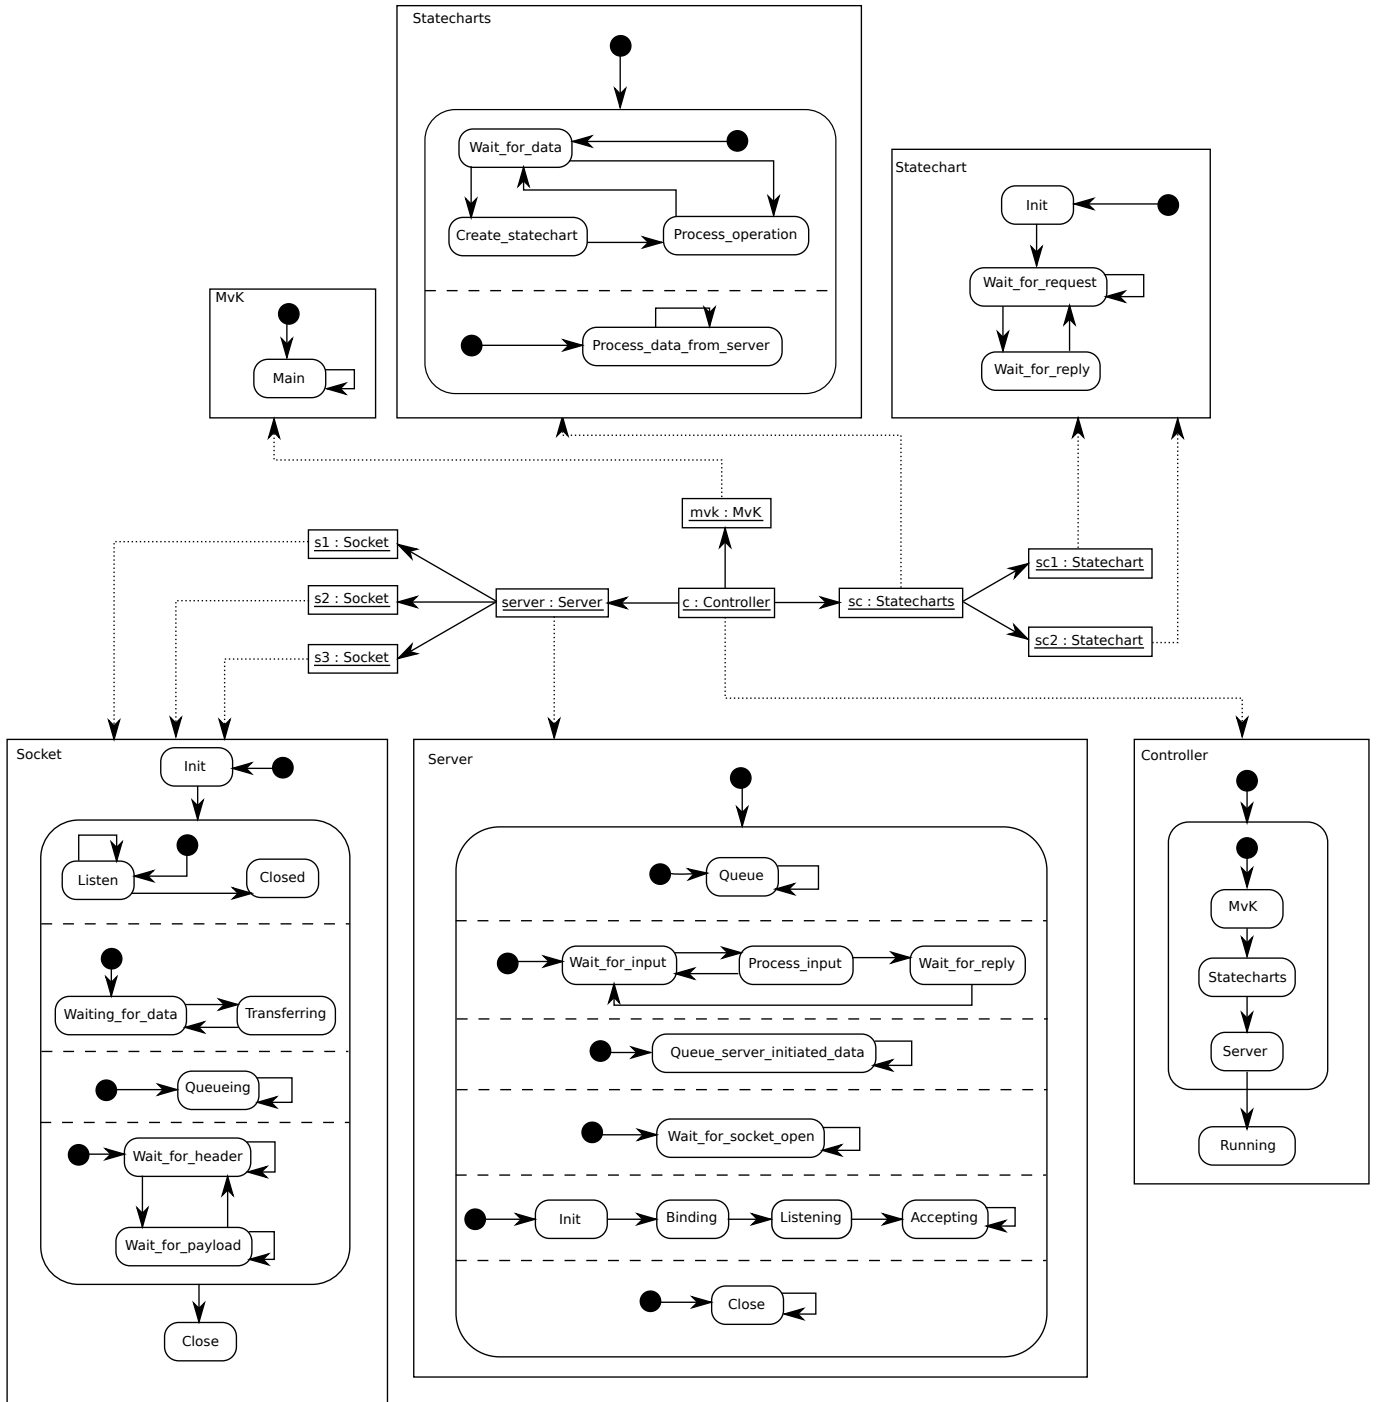 Statecharts
Wait_for_data
Create_statechart
Process_operation
Process_data_from_server
Statechart
Init
Wait_for_request
Wait_for_reply
MvK
Main
mvk : MvK
s1 : Socket
s2 : Socket
s3 : Socket
server : Server
c : Controller
sc : Statecharts
sc1 : Statechart
sc2 : Statechart
Socket
Init
Listen
Closed
Waiting_for_data
Transferring
Queueing
Wait_for_header
Wait_for_payload
Close
Server
Queue
Wait_for_input
Process_input
Wait_for_reply
Queue_server_initiated_data
Wait_for_socket_open
Init
Binding
Listening
Accepting
Close
Controller
MvK
Statecharts
Server
Running